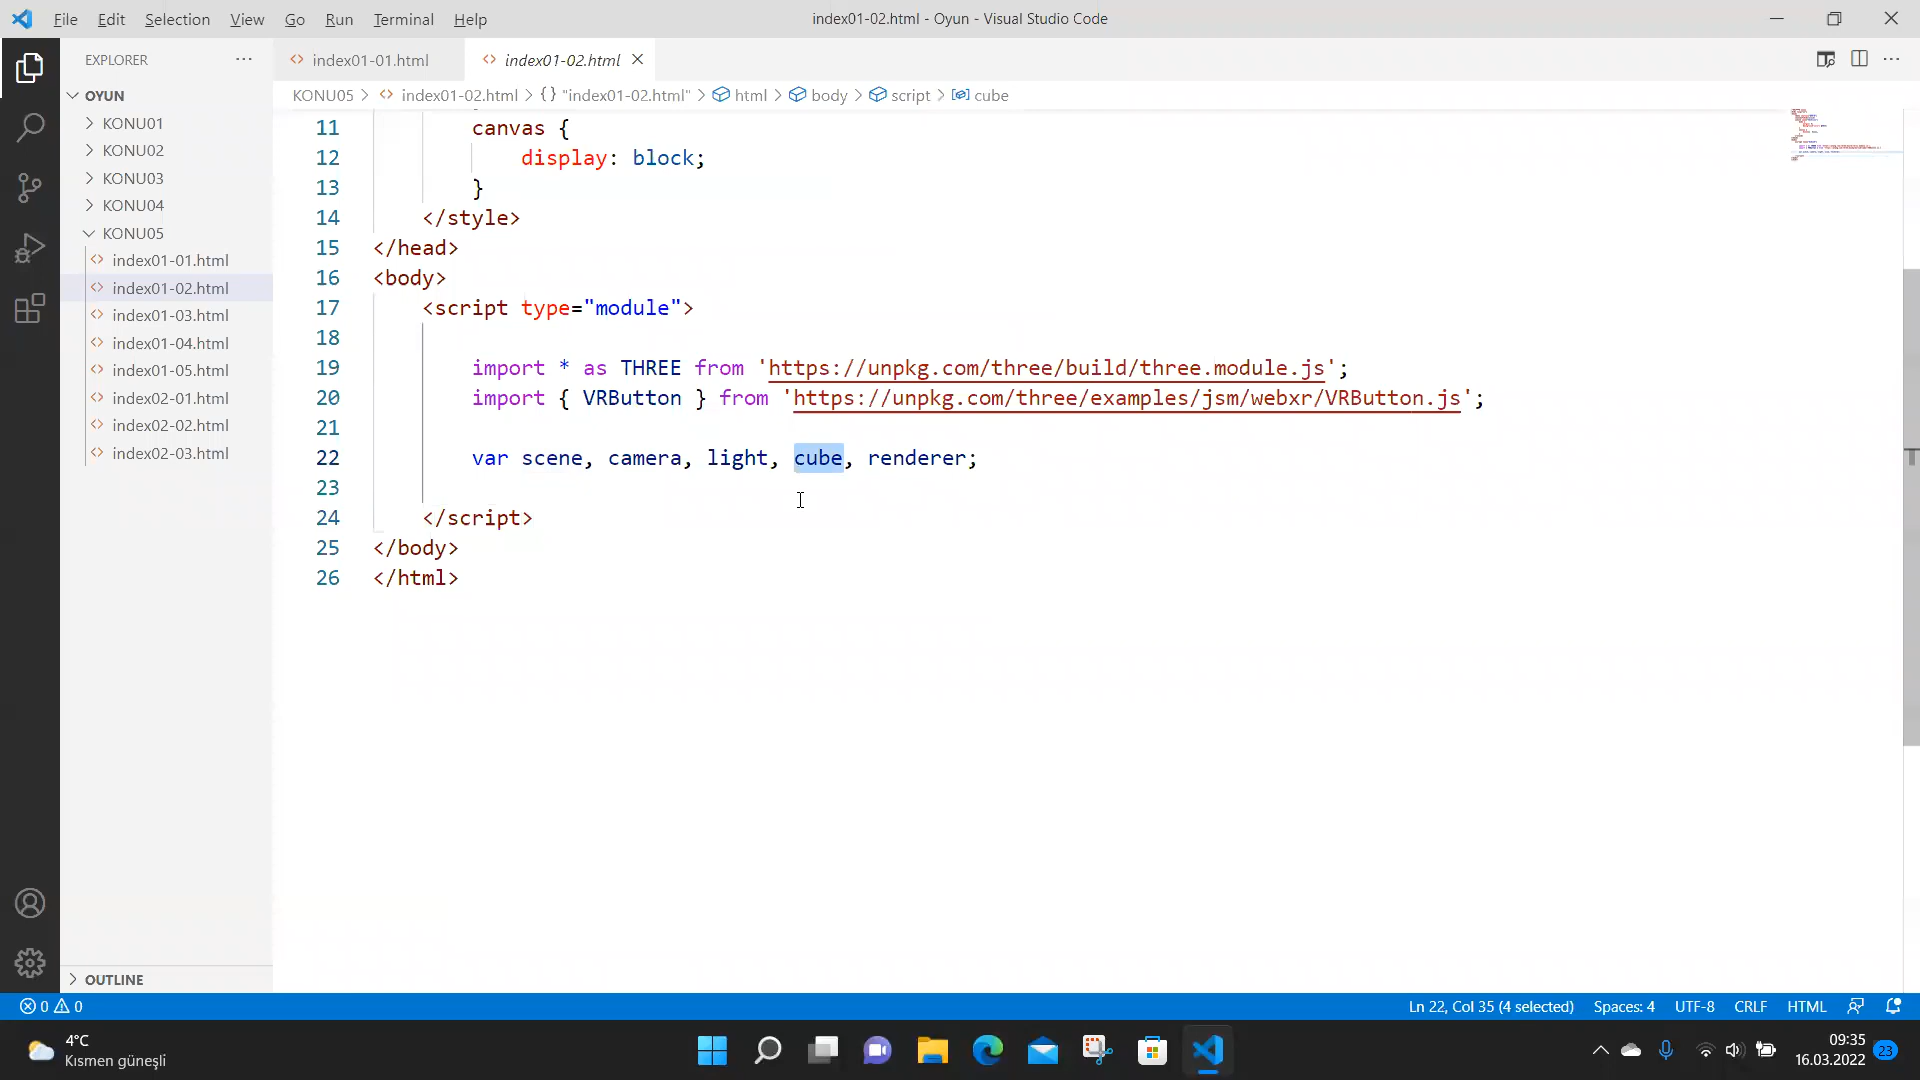 File Edit Selection View Go Run Terminal Help
index01-02.html - Oyun - Visual Studio Code
EXPLORER
index01-01.html
index01-02.html
KONU05 > index01-02.html > {} "index01-02.html" > html > body > script > cube
OYUN
KONU01
KONU02
KONU03
KONU04
KONU05
index01-01.html
index01-02.html
index01-03.html
index01-04.html
index01-05.html
index02-01.html
index02-02.html
index02-03.html
OUTLINE
11 canvas {
12 display: block;
13 }
14 </style>
15 </head>
16 <body>
17 <script type="module">
18
19 import * as THREE from 'https://unpkg.com/three/build/three.module.js';
20 import { VRButton } from 'https://unpkg.com/three/examples/jsm/webxr/VRButton.js';
21
22 var scene, camera, light, cube, renderer;
23
24 </script>
25 </body>
26 </html>
0 0
Ln 22, Col 35 (4 selected) Spaces: 4 UTF-8 CRLF HTML
4°C
Kısmen güneşli
09:35
16.03.2022
23